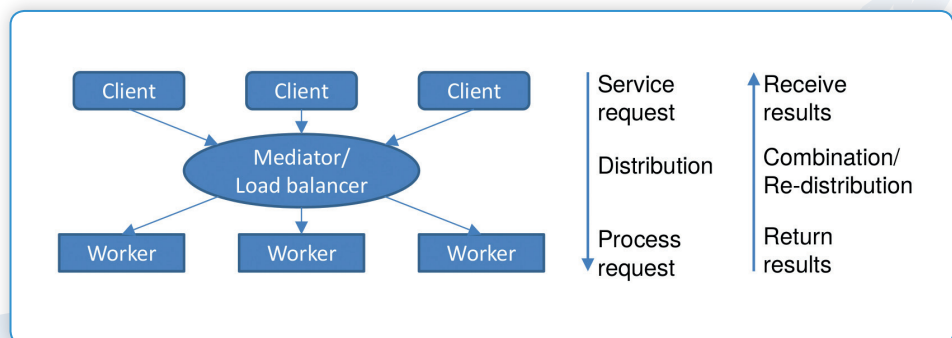 Client
Client
Client
Mediator/
Load balancer
Worker
Worker
Worker
Service
request
Distribution
Process
request
Receive
results
Combination/
Re-distribution
Return
results